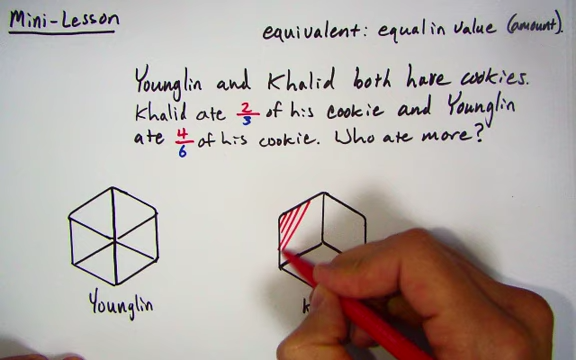 Mini-Lesson
equivalent: equal in value (amount).
Younglin and Khalid both have cookies.
Khalid ate 2/3 of his cookie and Younglin
ate 4/6 of his cookie. Who ate more?
Younglin